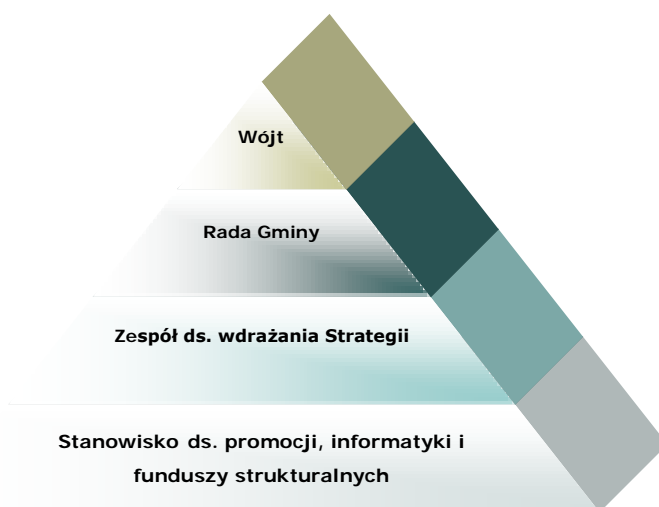 Wójt
Rada Gminy
Zespół ds. wdrażania Strategii
Stanowisko ds. promocji, informatyki i
funduszy strukturalnych